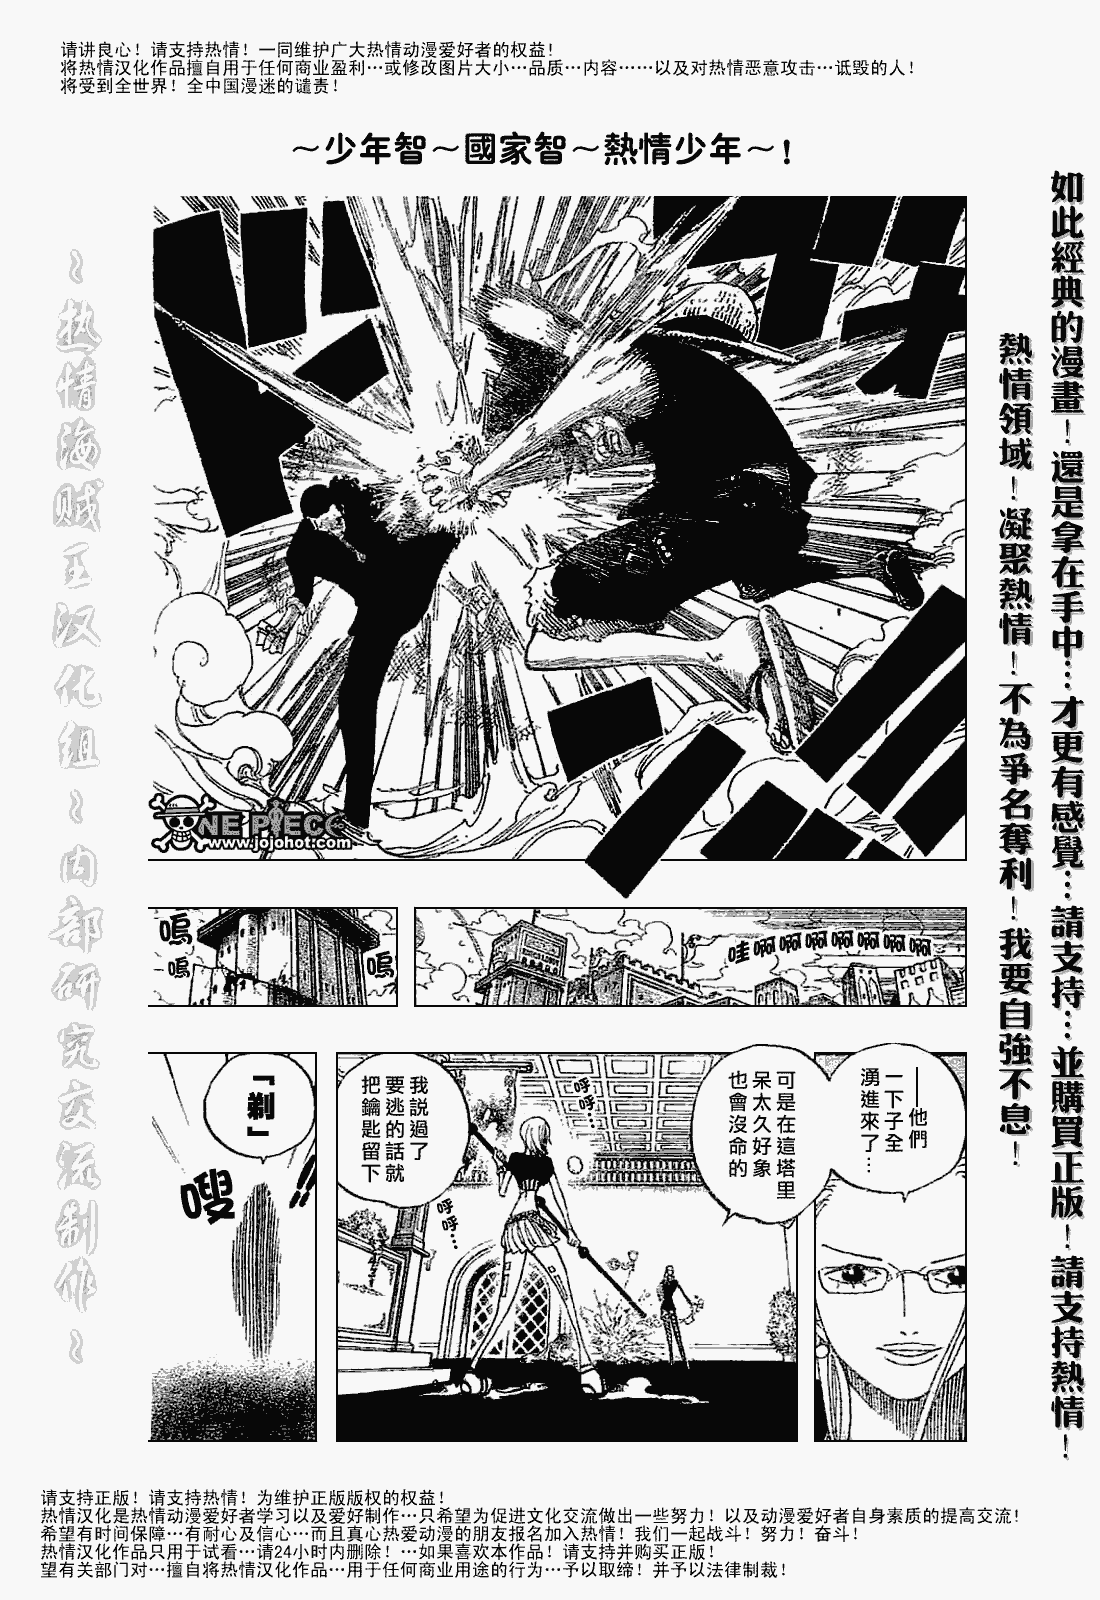 请讲良心！请支持热情！一同维护广大热情动漫爱好者的权益！
将热情汉化作品擅自用于任何商业盈利…或修改图片大小…品质…内容……以及对热情恶意攻击…诋毁的人！
将受到全世界！全中国漫迷的谴责！
～少年智～國家智～熱情少年～！
如此經典的漫畫！還是拿在手中…才更有感覺…請支持…並購買正版！請支持熱情！
熱情領域！凝聚熱情！不為爭名奪利！我要自強不息！
～热情海贼王汉化组～内部研究交流制作～
ONE PIECE
www.jojohot.com
哇啊啊啊啊啊啊啊
嗚
嗚
嗚
——他們
一下子全
湧進來了…
可是在這塔里
呆太久好象
也會沒命的
呼
呼…
我説過了
要逃的話就
把鑰匙留下
呼
呼…
「剃」
嗖
!!
请支持正版！请支持热情！为维护正版版权的权益！
热情汉化是热情动漫爱好者学习以及爱好制作…只希望为促进文化交流做出一些努力！以及动漫爱好者自身素质的提高交流！
希望有时间保障…有耐心及信心…而且真心热爱动漫的朋友报名加入热情！我们一起战斗！努力！奋斗！
热情汉化作品只用于试看…请24小时内删除！…如果喜欢本作品！请支持并购买正版！
望有关部门对…擅自将热情汉化作品…用于任何商业用途的行为…予以取缔！并予以法律制裁！